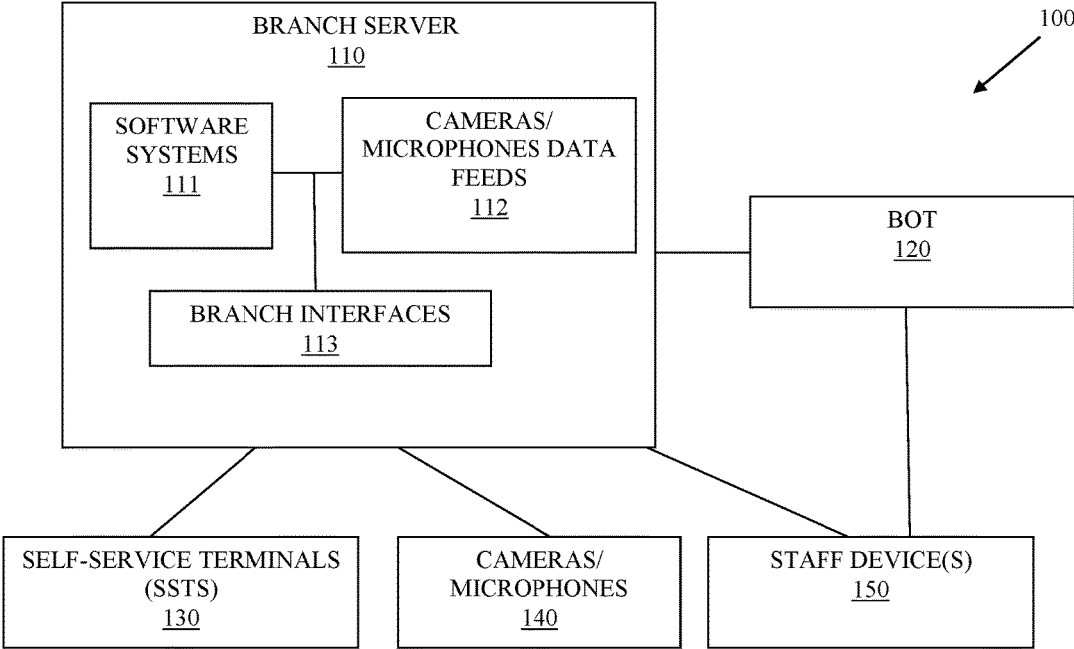 100
BRANCH SERVER
110
SOFTWARE
SYSTEMS
111
CAMERAS/
MICROPHONES DATA
FEEDS
112
BRANCH INTERFACES
113
BOT
120
SELF-SERVICE TERMINALS
(SSTS)
130
CAMERAS/
MICROPHONES
140
STAFF DEVICE(S)
150